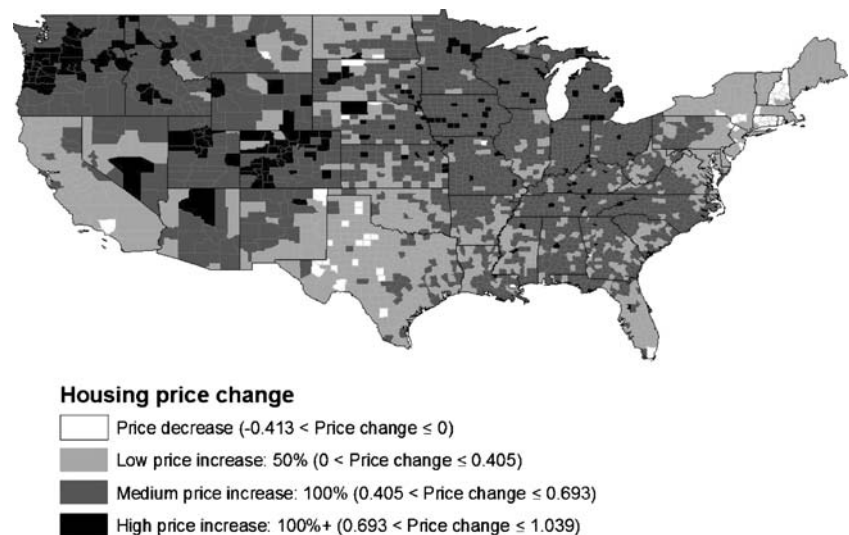 Housing price change
Price decrease (-0.413 < Price change ≤ 0)
Low price increase: 50% (0 < Price change ≤ 0.405)
Medium price increase: 100% (0.405 < Price change ≤ 0.693)
High price increase: 100%+ (0.693 < Price change ≤ 1.039)